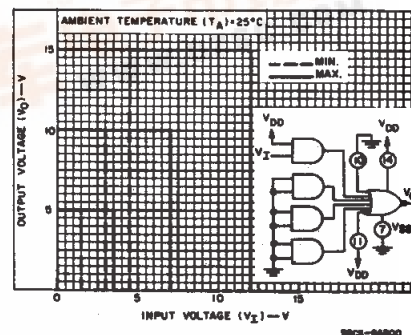 AMBIENT TEMPERATURE (TA)=25°C
MIN.
MAX.
OUTPUT VOLTAGE (VO)—V
15
10
5
0
0 5 10 15
INPUT VOLTAGE (VI)—V
VDD
VI
VDD
10
14
VSS
7
11
VDD